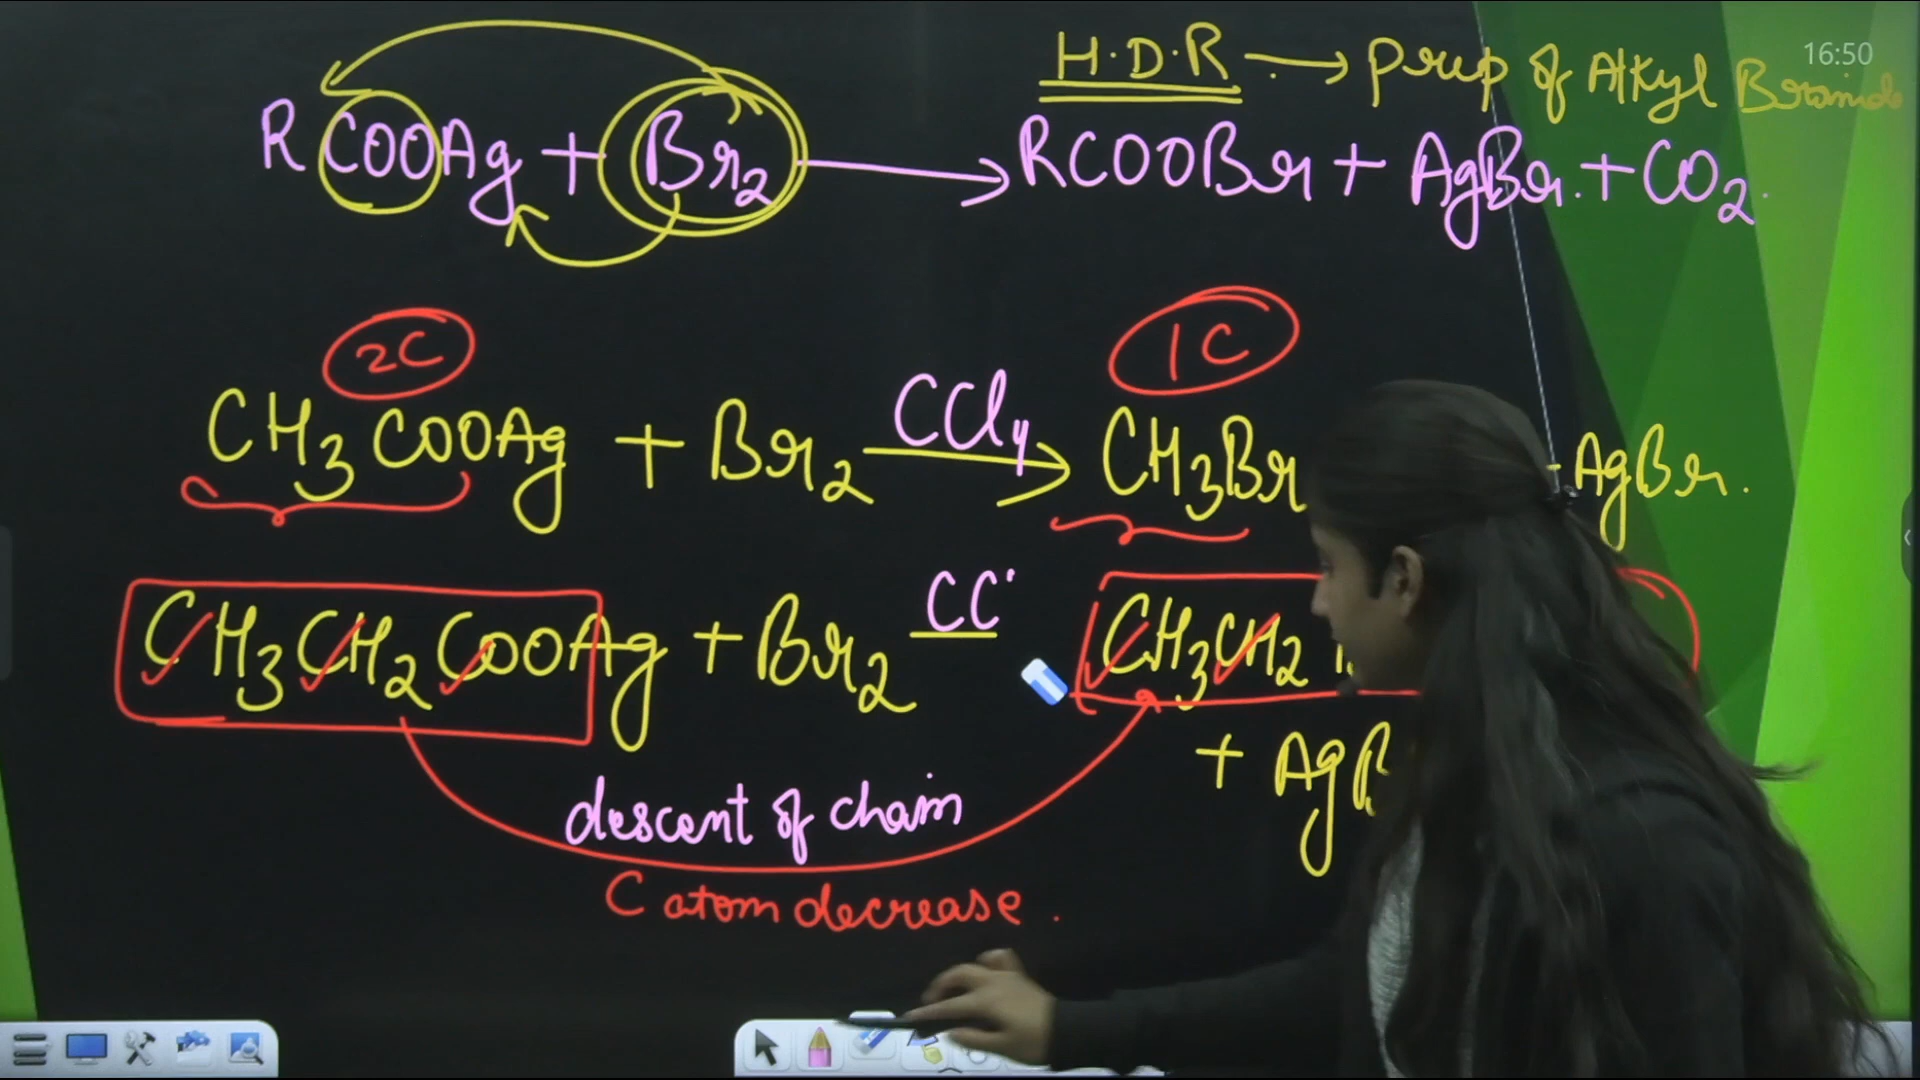 16:50
H.D.R → prep of Alkyl Bromide
RCOOAg + Br2 → RCOOBr + AgBr. + CO2.
2C
1C
CH3COOAg + Br2 CCl4 → CH3Br AgBr.
CH3CH2COOAg + Br2 CC CH3CH2
+ AgB
descent of chain
C atom decrease.